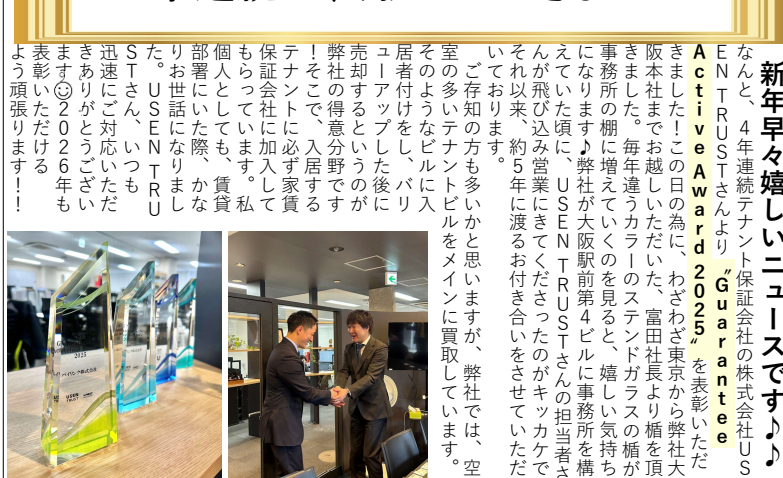 新年早々嬉しいニュースです♪♪
なんと、4年連続テナント保証会社の株式会社US
EN TRUSTさんより〝Guarantee
Active Award 2025〟を表彰いただ
きました！この日の為に、わざわざ東京から弊社大
阪本社までお越しいただいた、富田社長より楯を頂
きました。毎年違うカラーのステンドガラスの楯が
事務所の棚に増えていくのを見ると、嬉しい気持ち
になります♪弊社が大阪駅前第4ビルに事務所を構
えていた頃に、USEN TRUSTさんの担当者さ
んが飛び込み営業にきてくださったのがキッカケで
それ以来、約5年に渡るお付き合いをさせていただ
いております。
ご存知の方も多いかと思いますが、弊社では、空
室の多いテナントビルをメインに買取しています。
そのようなビルに入
居者付けをし、バリ
ューアップした後に
売却するというのが
弊社の得意分野です
！そこで、入居する
テナントに必ず家賃
保証会社に加入して
もらっています。私
個人としても、賃貸
部署にいた際、かな
りお世話になりまし
た。USEN TRU
STさん、いつも
迅速にご対応いただ
きありがとうござい
ます☺2026年も
表彰いただける
よう頑張ります！！
2025
USEN
TRUST